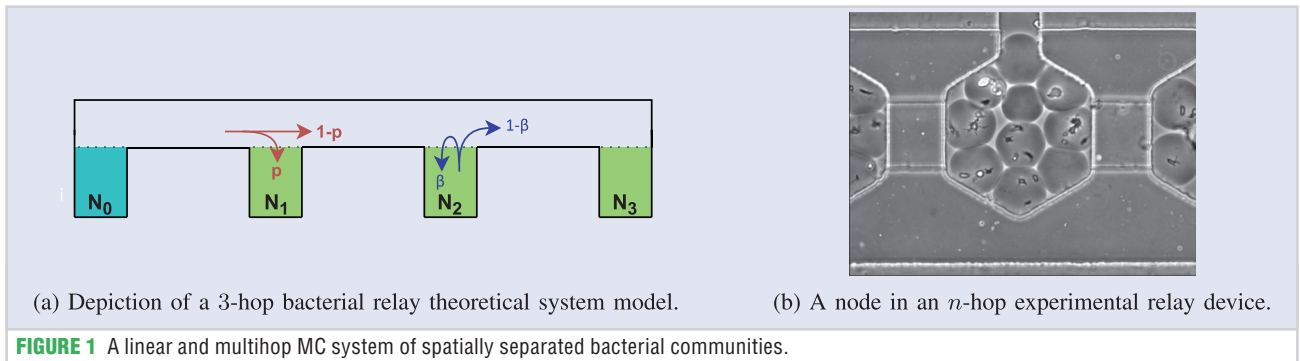 1-p
p
1-β
β
i
N0
N1
N2
N3
(a) Depiction of a 3-hop bacterial relay theoretical system model.
(b) A node in an n-hop experimental relay device.
FIGURE 1 A linear and multihop MC system of spatially separated bacterial communities.